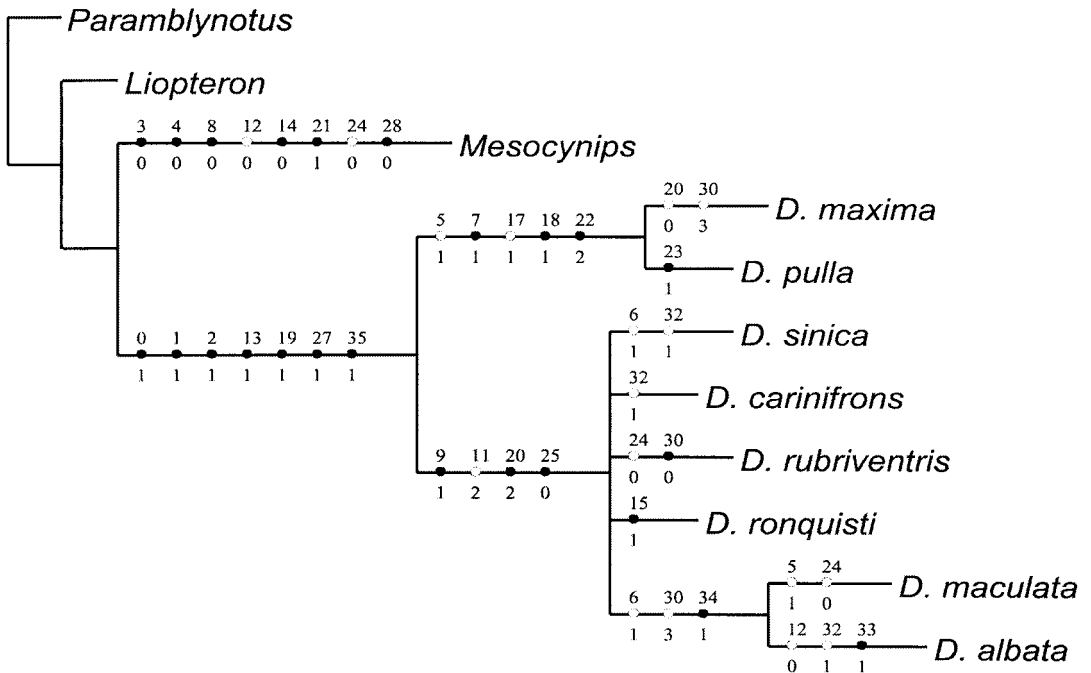 Paramblynotus
Liopteron
3 4 8 12 14 21 24 28
Mesocynips
0 0 0 0 0 1 0 0
20 30
D. maxima
0 3
5 7 17 18 22
1 1 1 1 2
23
D. pulla
1
6 32
D. sinica
1 1
0 1 2 13 19 27 35
1 1 1 1 1 1 1
32
D. carinifrons
1
24 30
D. rubriventris
0 0
9 11 20 25
1 2 2 0
15
D. ronquisti
1
5 24
D. maculata
1 0
6 30 34
1 3 1
12 32 33
D. albata
0 1 1